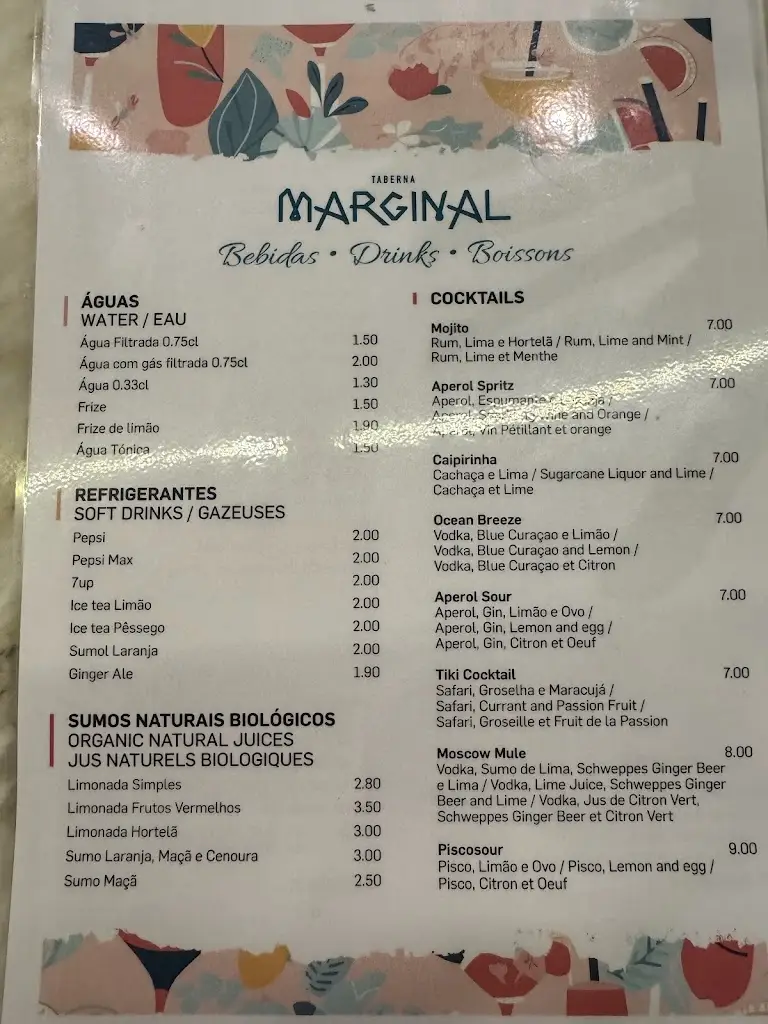 TABERNA
MARGINAL
Bebidas • Drinks • Boissons
ÁGUAS
WATER / EAU
Água Filtrada 0.75cl 1.50
Água com gás filtrada 0.75cl 2.00
Água 0.33cl 1.30
Frize 1.50
Frize de limão 1.90
Água Tónica 1.50
REFRIGERANTES
SOFT DRINKS / GAZEUSES
Pepsi 2.00
Pepsi Max 2.00
7up 2.00
Ice tea Limão 2.00
Ice tea Pêssego 2.00
Sumol Laranja 2.00
Ginger Ale 1.90
SUMOS NATURAIS BIOLÓGICOS
ORGANIC NATURAL JUICES
JUS NATURELS BIOLOGIQUES
Limonada Simples 2.80
Limonada Frutos Vermelhos 3.50
Limonada Hortelã 3.00
Sumo Laranja, Maçã e Cenoura 3.00
Sumo Maçã 2.50
COCKTAILS
Mojito 7.00
Rum, Lima e Hortelã / Rum, Lime and Mint /
Rum, Lime et Menthe
Aperol Spritz 7.00
Aperol, Espumante e /
Aperol, and Orange /
Aperol, Vin Pétillant et orange
Caipirinha 7.00
Cachaça e Lima / Sugarcane Liquor and Lime /
Cachaça et Lime
Ocean Breeze 7.00
Vodka, Blue Curaçao e Limão /
Vodka, Blue Curaçao and Lemon /
Vodka, Blue Curaçao et Citron
Aperol Sour 7.00
Aperol, Gin, Limão e Ovo /
Aperol, Gin, Lemon and egg /
Aperol, Gin, Citron et Oeuf
Tiki Cocktail 7.00
Safari, Groselha e Maracujá /
Safari, Currant and Passion Fruit /
Safari, Groseille et Fruit de la Passion
Moscow Mule 8.00
Vodka, Sumo de Lima, Schweppes Ginger Beer
e Lima / Vodka, Lime Juice, Schweppes Ginger
Beer and Lime / Vodka, Jus de Citron Vert,
Schweppes Ginger Beer et Citron Vert
Piscosour 9.00
Pisco, Limão e Ovo / Pisco, Lemon and egg /
Pisco, Citron et Oeuf